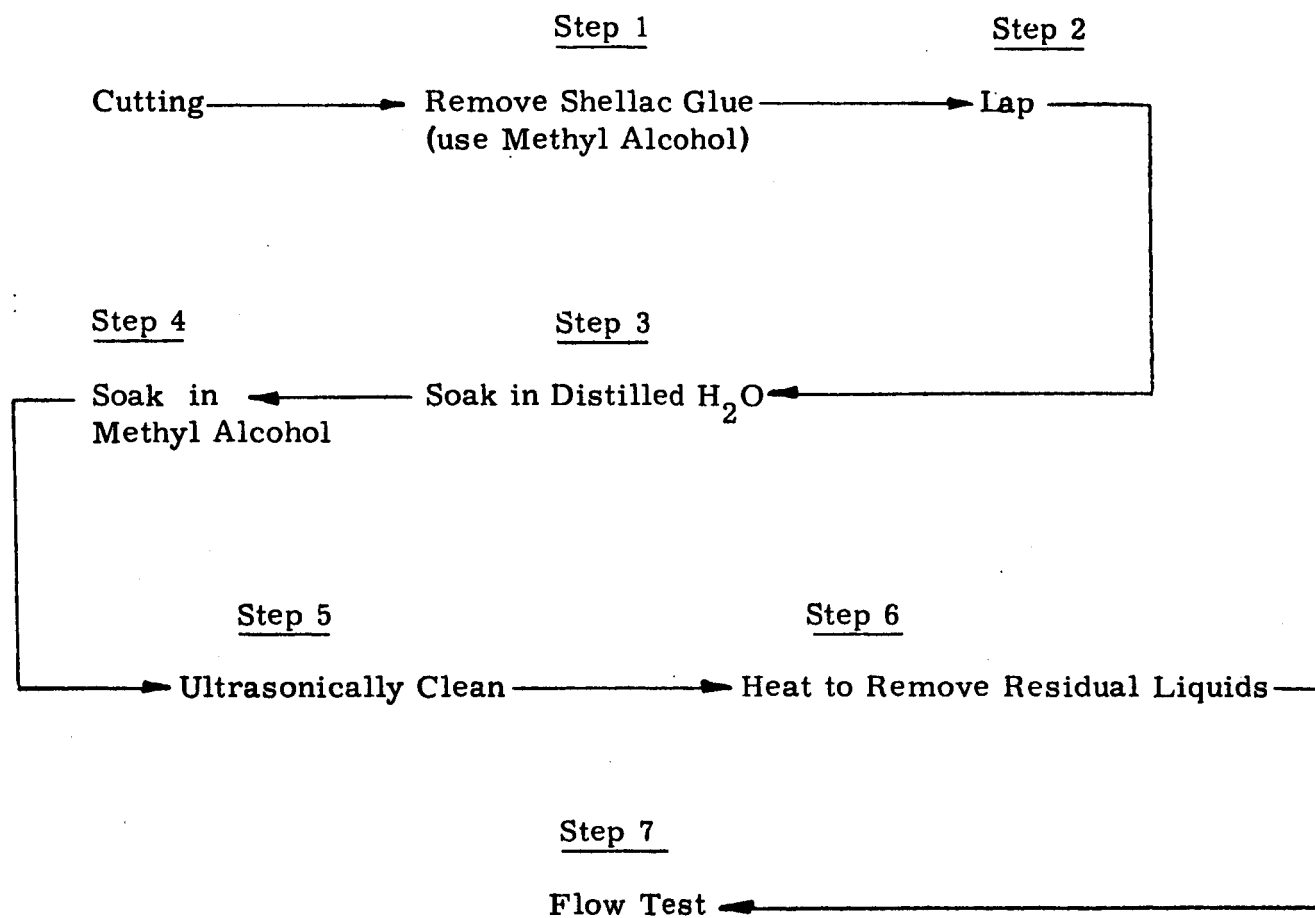 Step 1
Step 2
Cutting
Remove Shellac Glue
(use Methyl Alcohol)
Lap
Step 4
Step 3
Soak in
Methyl Alcohol
Soak in Distilled H₂O
Step 5
Step 6
Ultrasonically Clean
Heat to Remove Residual Liquids
Step 7
Flow Test